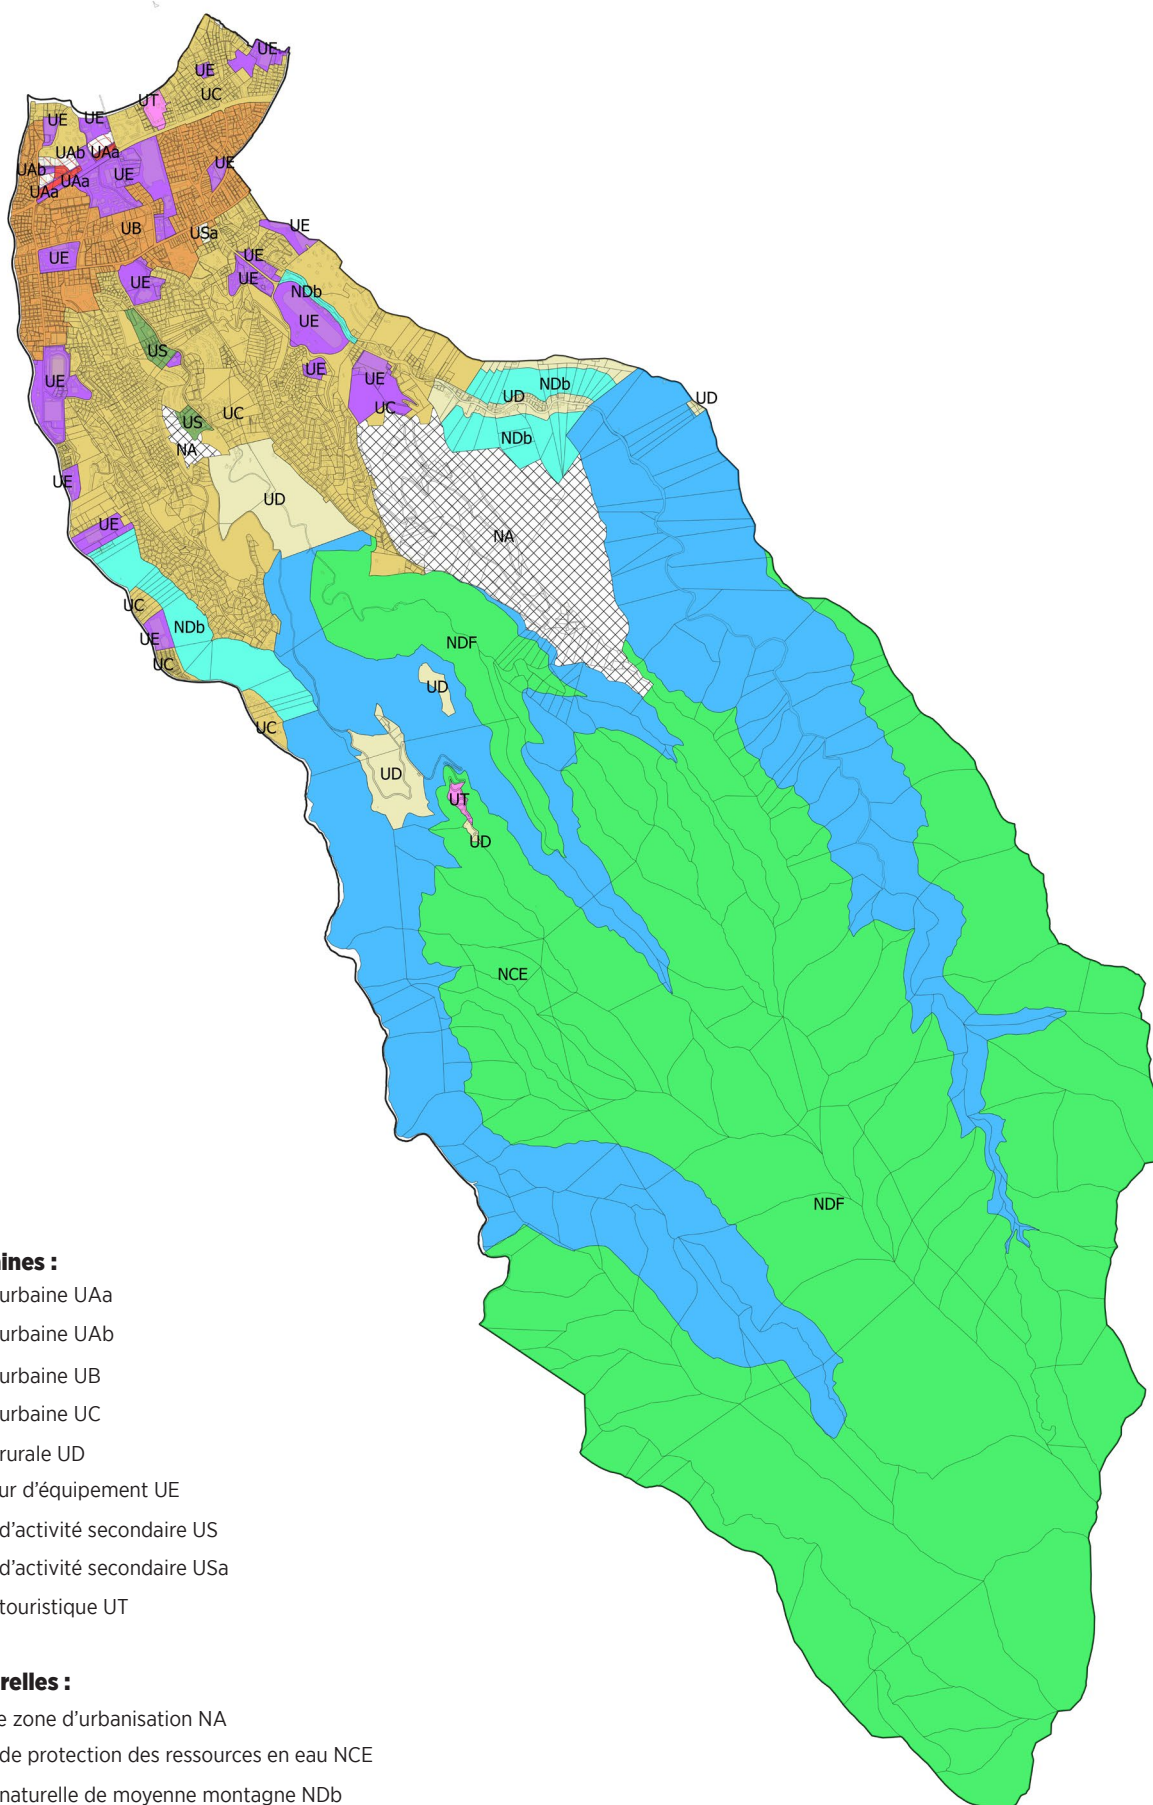 UE
UE
UC
UT
UE
UE
UAb
UAa
UE
UAb
UAa
UE
UAa
UB
USa
UE
UE
UE
UE
UE
NDb
UE
US
UE
UE
UE
UC
NDb
UD
UD
US
UC
NDb
NA
UE
UD
UE
NA
UC
NDb
UE
NDF
UC
UD
UC
UD
UT
UD
NCE
NDF
ines :
urbaine UAa
urbaine UAb
urbaine UB
urbaine UC
rurale UD
ur d’équipement UE
d’activité secondaire US
d’activité secondaire USa
touristique UT
relles :
e zone d’urbanisation NA
de protection des ressources en eau NCE
naturelle de moyenne montagne NDb